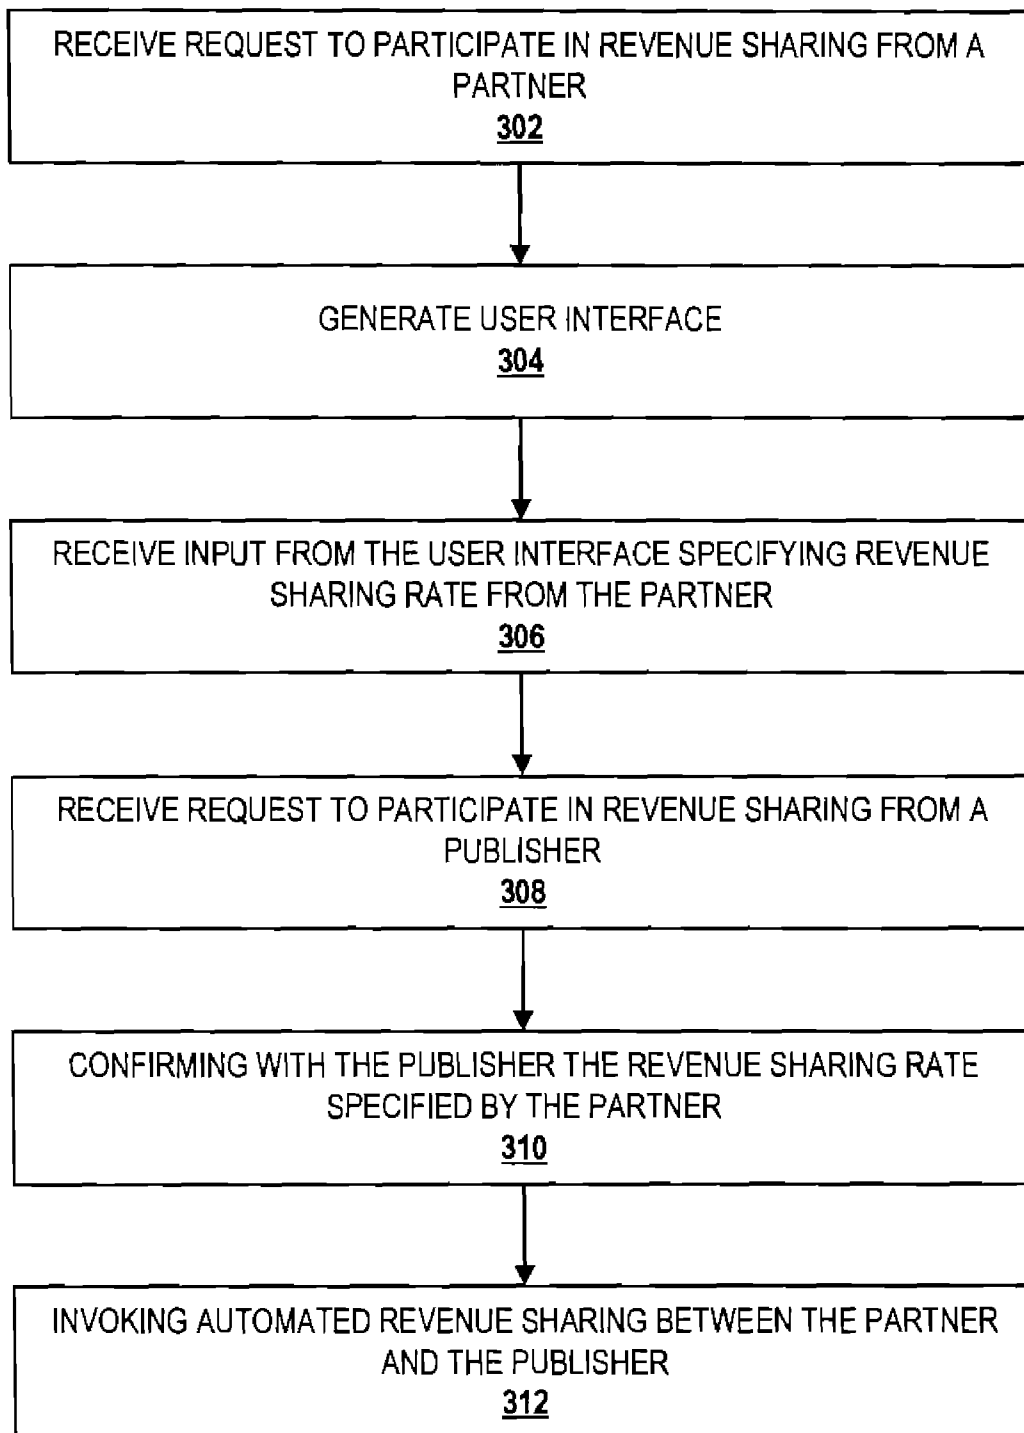 RECEIVE REQUEST TO PARTICIPATE IN REVENUE SHARING FROM A
PARTNER
302
GENERATE USER INTERFACE
304
RECEIVE INPUT FROM THE USER INTERFACE SPECIFYING REVENUE
SHARING RATE FROM THE PARTNER
306
RECEIVE REQUEST TO PARTICIPATE IN REVENUE SHARING FROM A
PUBLISHER
308
CONFIRMING WITH THE PUBLISHER THE REVENUE SHARING RATE
SPECIFIED BY THE PARTNER
310
INVOKING AUTOMATED REVENUE SHARING BETWEEN THE PARTNER
AND THE PUBLISHER
312